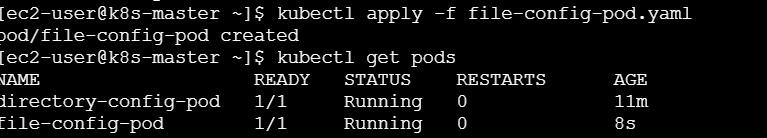 [ec2-user@k8s-master ~]$ kubectl apply -f file-config-pod.yaml
pod/file-config-pod created
[ec2-user@k8s-master ~]$ kubectl get pods
NAME READY STATUS RESTARTS AGE
directory-config-pod 1/1 Running 0 11m
file-config-pod 1/1 Running 0 8s